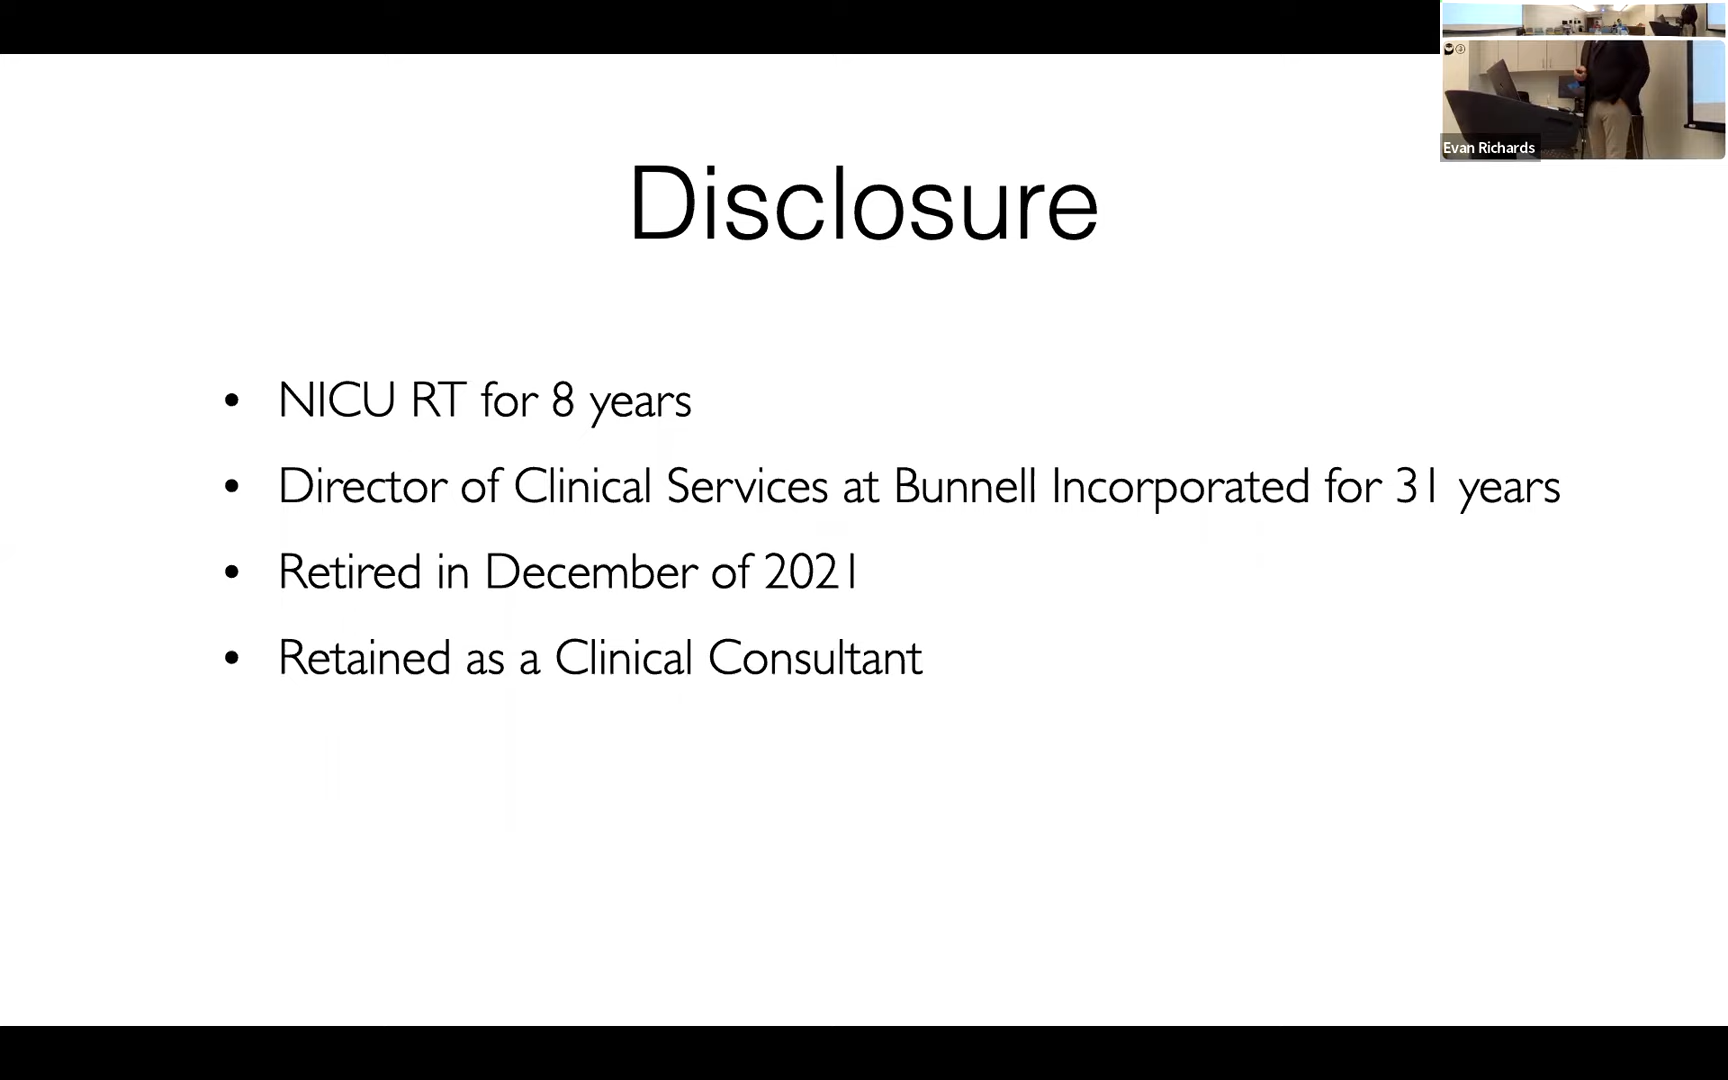 Evan Richards
Disclosure
• NICU RT for 8 years
• Director of Clinical Services at Bunnell Incorporated for 31 years
• Retired in December of 2021
• Retained as a Clinical Consultant